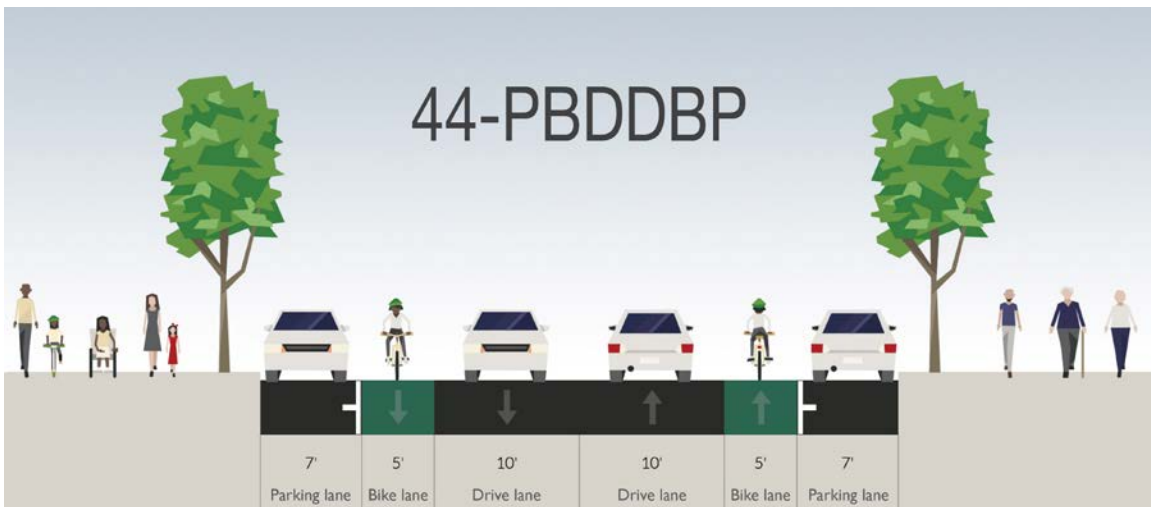 44-PBDDBP
7' 5' 10' 10' 5' 7'
Parking lane Bike lane Drive lane Drive lane Bike lane Parking lane